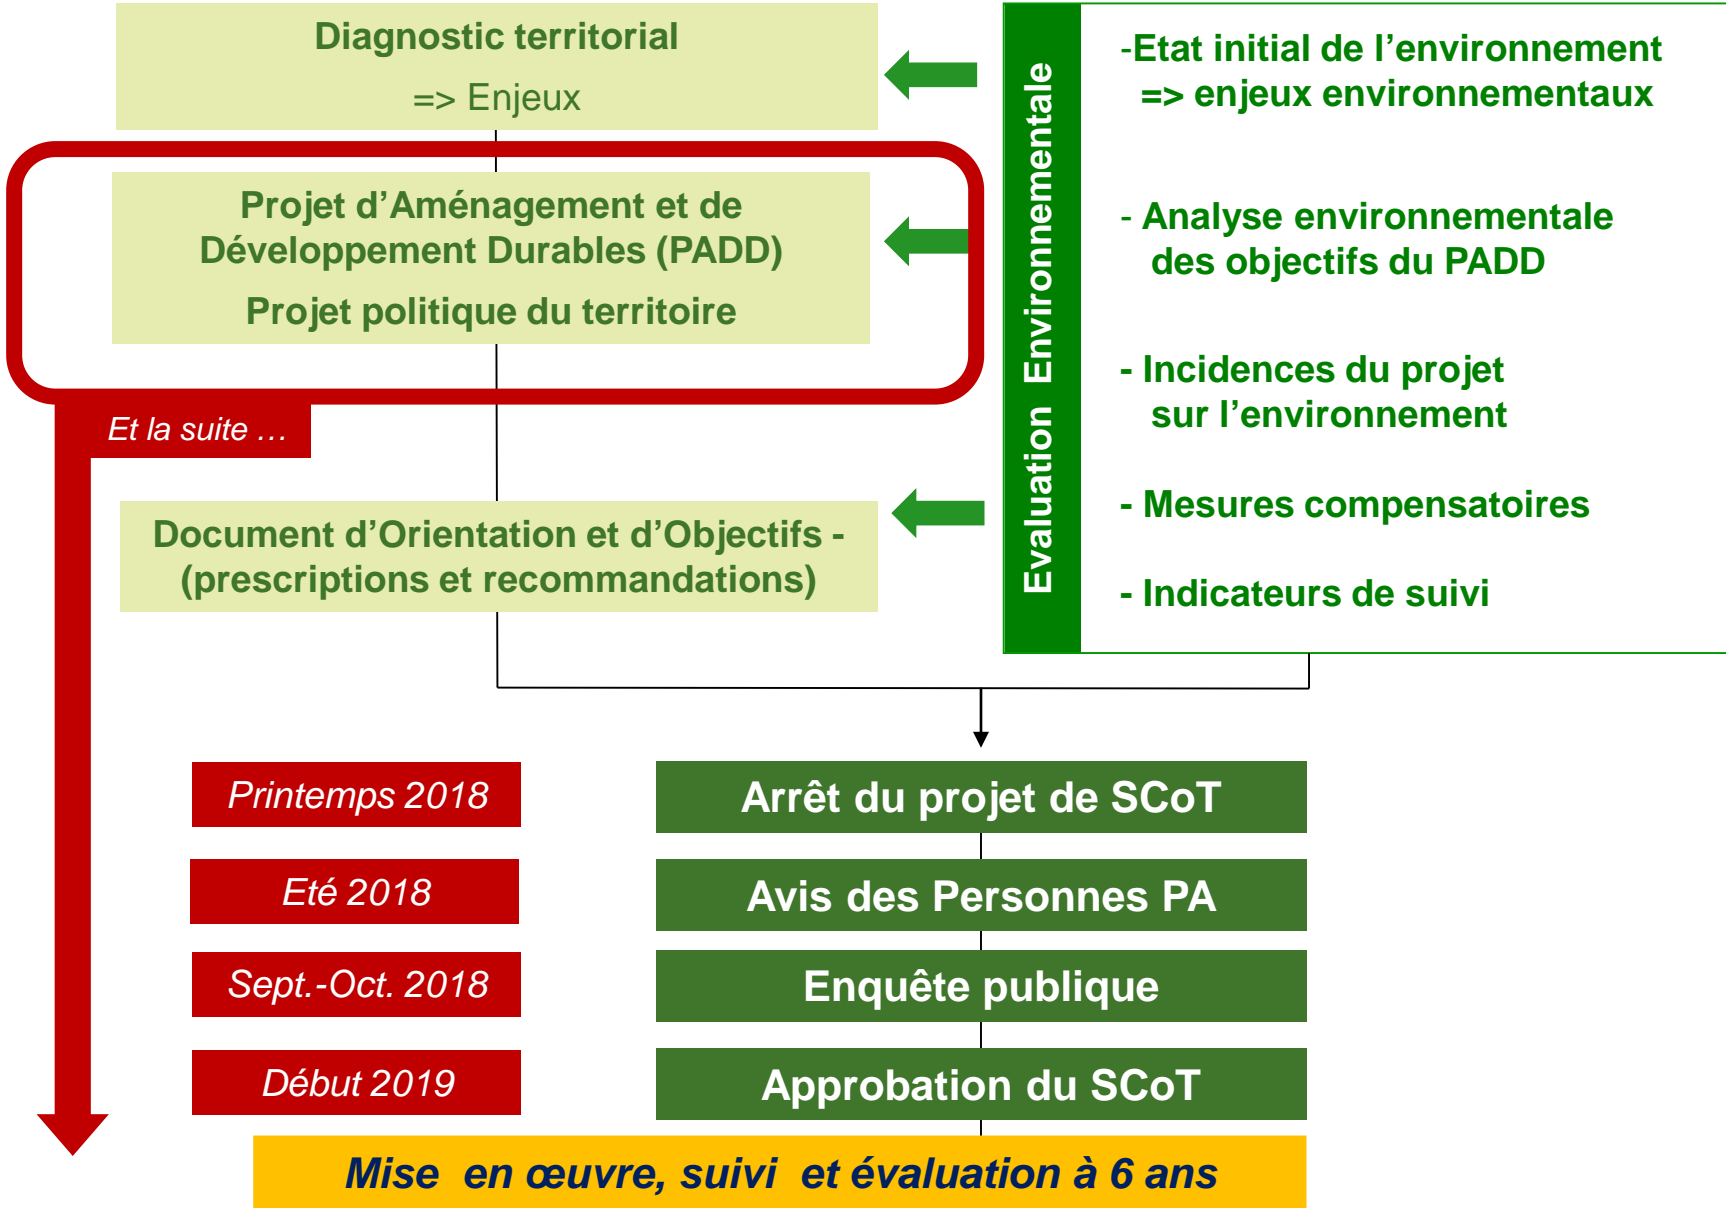 Diagnostic territorial
=> Enjeux
Projet d’Aménagement et de
Développement Durables (PADD)
Projet politique du territoire
Et la suite …
Document d’Orientation et d’Objectifs -
(prescriptions et recommandations)
Evaluation Environnementale
-Etat initial de l’environnement
=> enjeux environnementaux
- Analyse environnementale
des objectifs du PADD
- Incidences du projet
sur l’environnement
- Mesures compensatoires
- Indicateurs de suivi
Printemps 2018
Arrêt du projet de SCoT
Eté 2018
Avis des Personnes PA
Sept.-Oct. 2018
Enquête publique
Début 2019
Approbation du SCoT
Mise en œuvre, suivi et évaluation à 6 ans